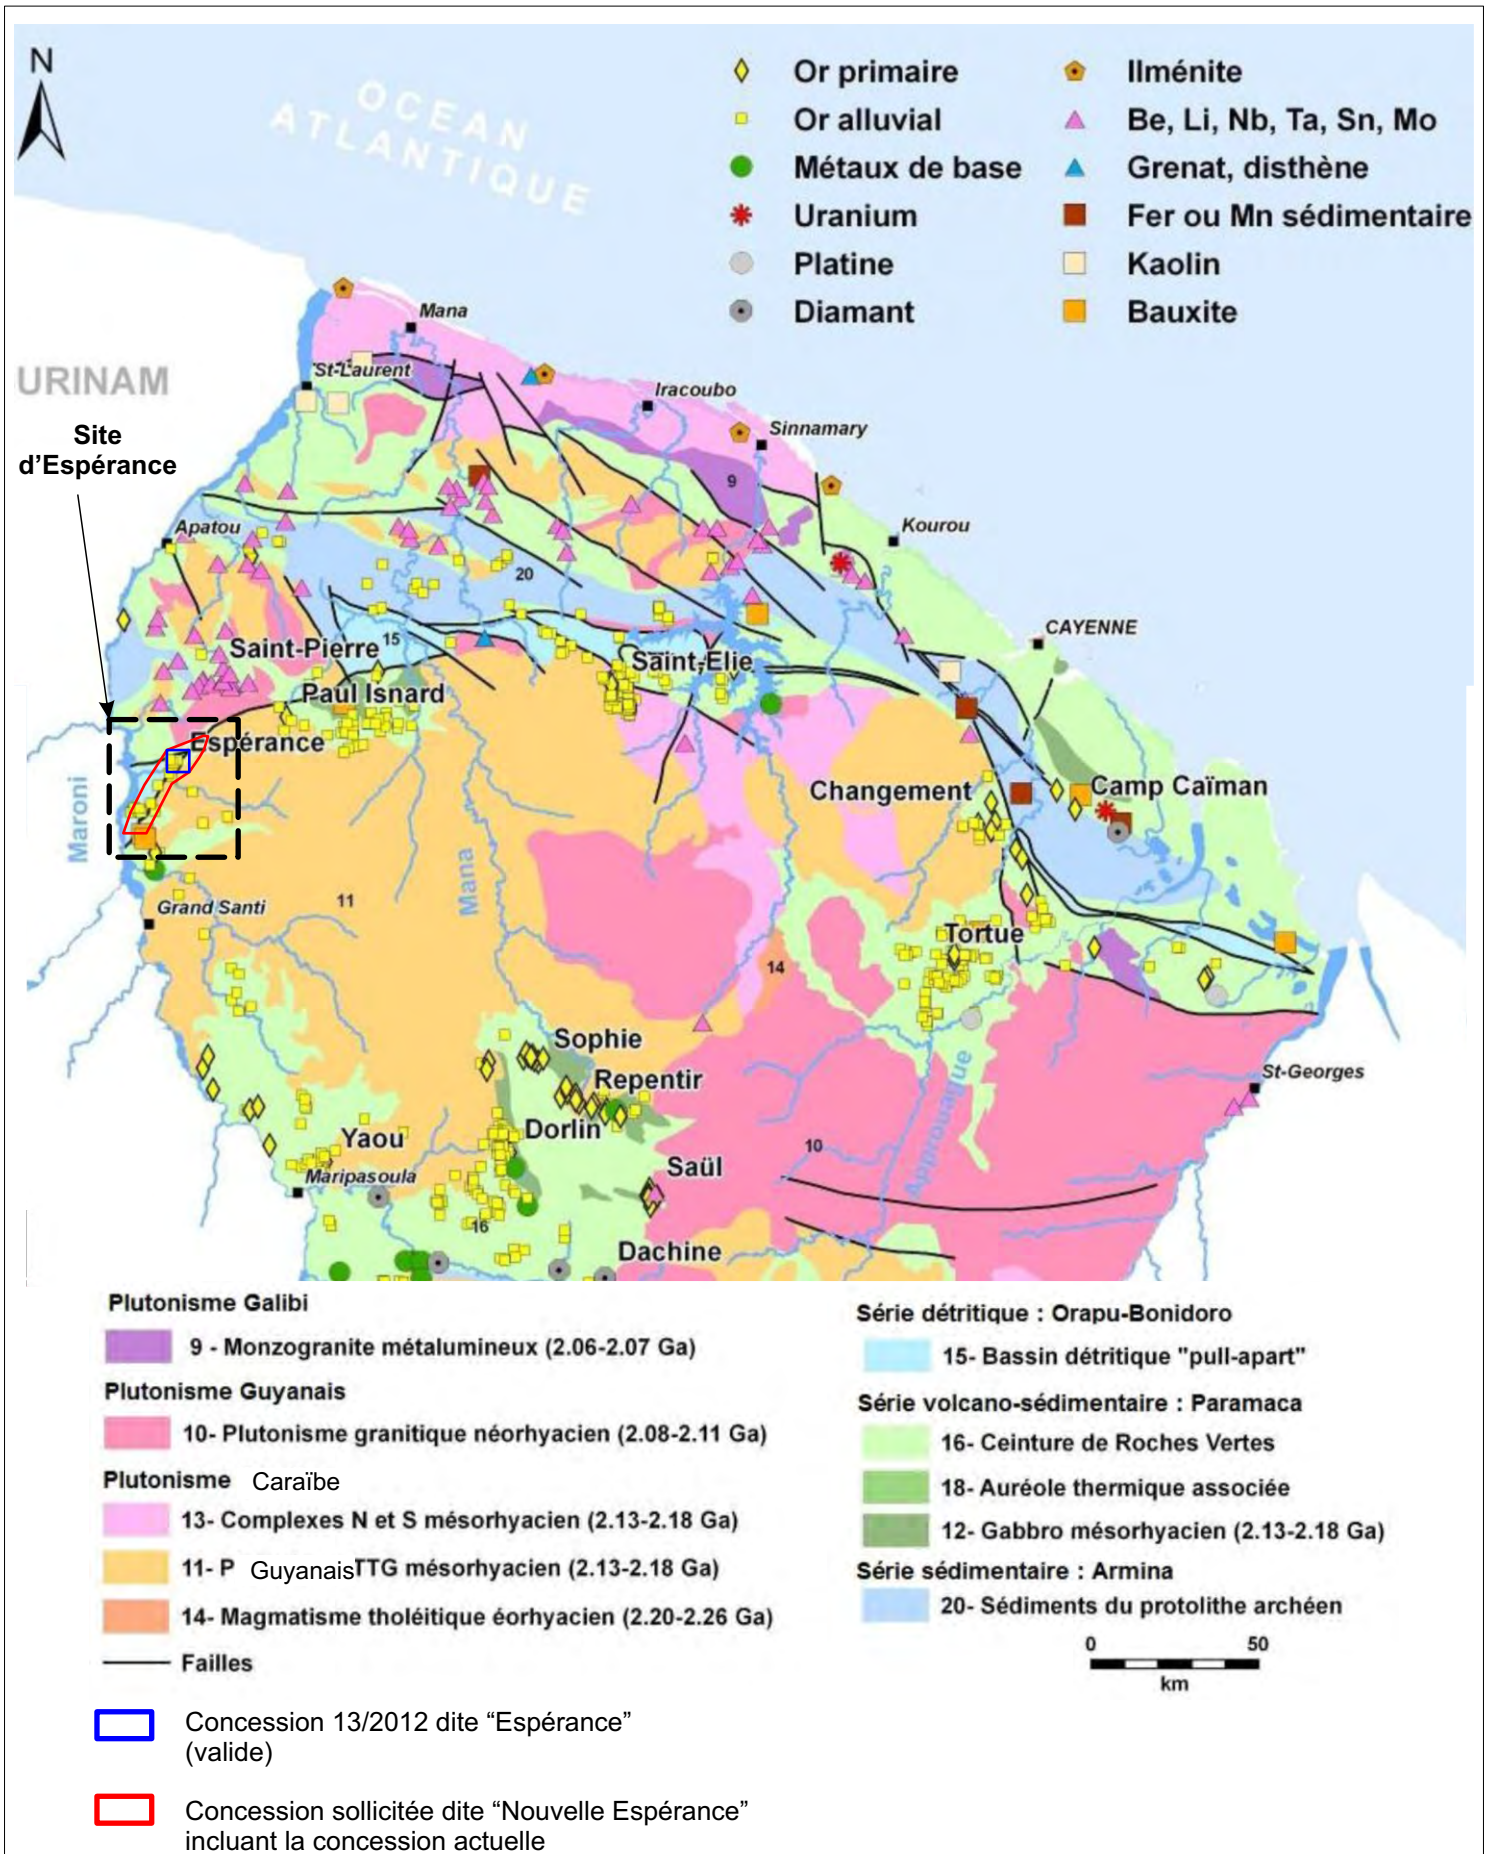 N
OCEAN
ATLANTIQUE
Or primaire
Or alluvial
Métaux de base
Uranium
Platine
Diamant
Ilménite
Be, Li, Nb, Ta, Sn, Mo
Grenat, disthène
Fer ou Mn sédimentaire
Kaolin
Bauxite
URINAM
Site
d’Espérance
Mana
St-Laurent
Iracoubo
Sinnamary
9
Kourou
Apatou
20
CAYENNE
15
Saint-Pierre
Saint-Elie
Paul Isnard
Espérance
Changement
Camp Caïman
Maroni
Mana
11
Grand Santi
Tortue
14
Sophie
Repentir
St-Georges
Dorlin
Yaou
10
Approuague
Saül
Maripasoula
16
Dachine
Plutonisme Galibi
9 - Monzogranite métalumineux (2.06-2.07 Ga)
Plutonisme Guyanais
10- Plutonisme granitique néorhyacien (2.08-2.11 Ga)
Plutonisme Caraïbe
13- Complexes N et S mésorhyacien (2.13-2.18 Ga)
11- P Guyanais TTG mésorhyacien (2.13-2.18 Ga)
14- Magmatisme tholéitique éorhyacien (2.20-2.26 Ga)
Failles
Série détritique : Orapu-Bonidoro
15- Bassin détritique "pull-apart"
Série volcano-sédimentaire : Paramaca
16- Ceinture de Roches Vertes
18- Auréole thermique associée
12- Gabbro mésorhyacien (2.13-2.18 Ga)
Série sédimentaire : Armina
20- Sédiments du protolithe archéen
0 50
km
Concession 13/2012 dite “Espérance”
(valide)
Concession sollicitée dite “Nouvelle Espérance”
incluant la concession actuelle